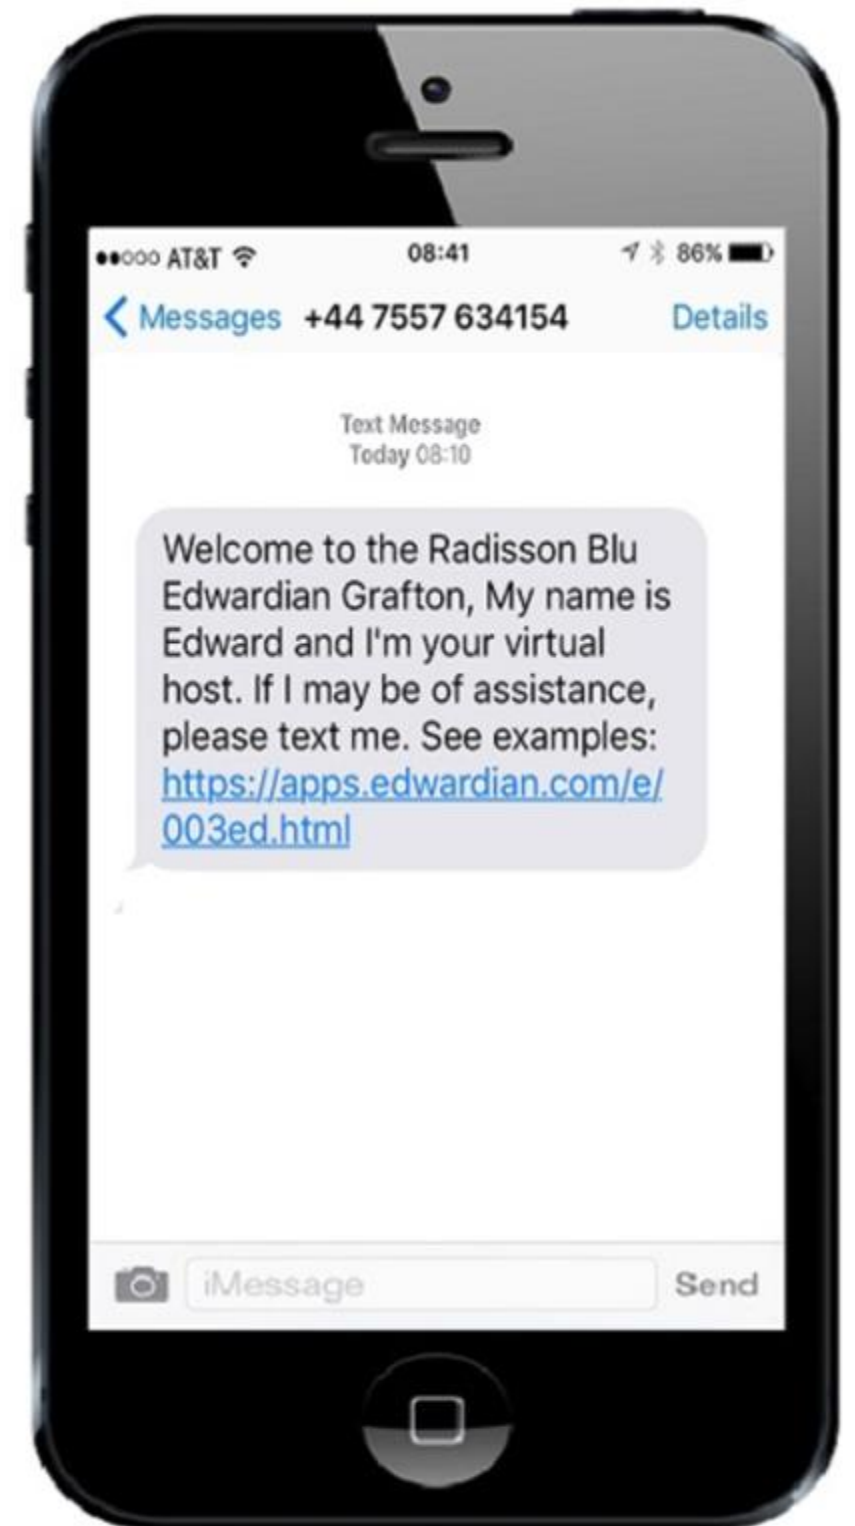 ●●○○○ AT&T 08:41 86%
Messages +44 7557 634154 Details
Text Message
Today 08:10
Welcome to the Radisson Blu
Edwardian Grafton, My name is
Edward and I'm your virtual
host. If I may be of assistance,
please text me. See examples:
https://apps.edwardian.com/e/
003ed.html
iMessage Send